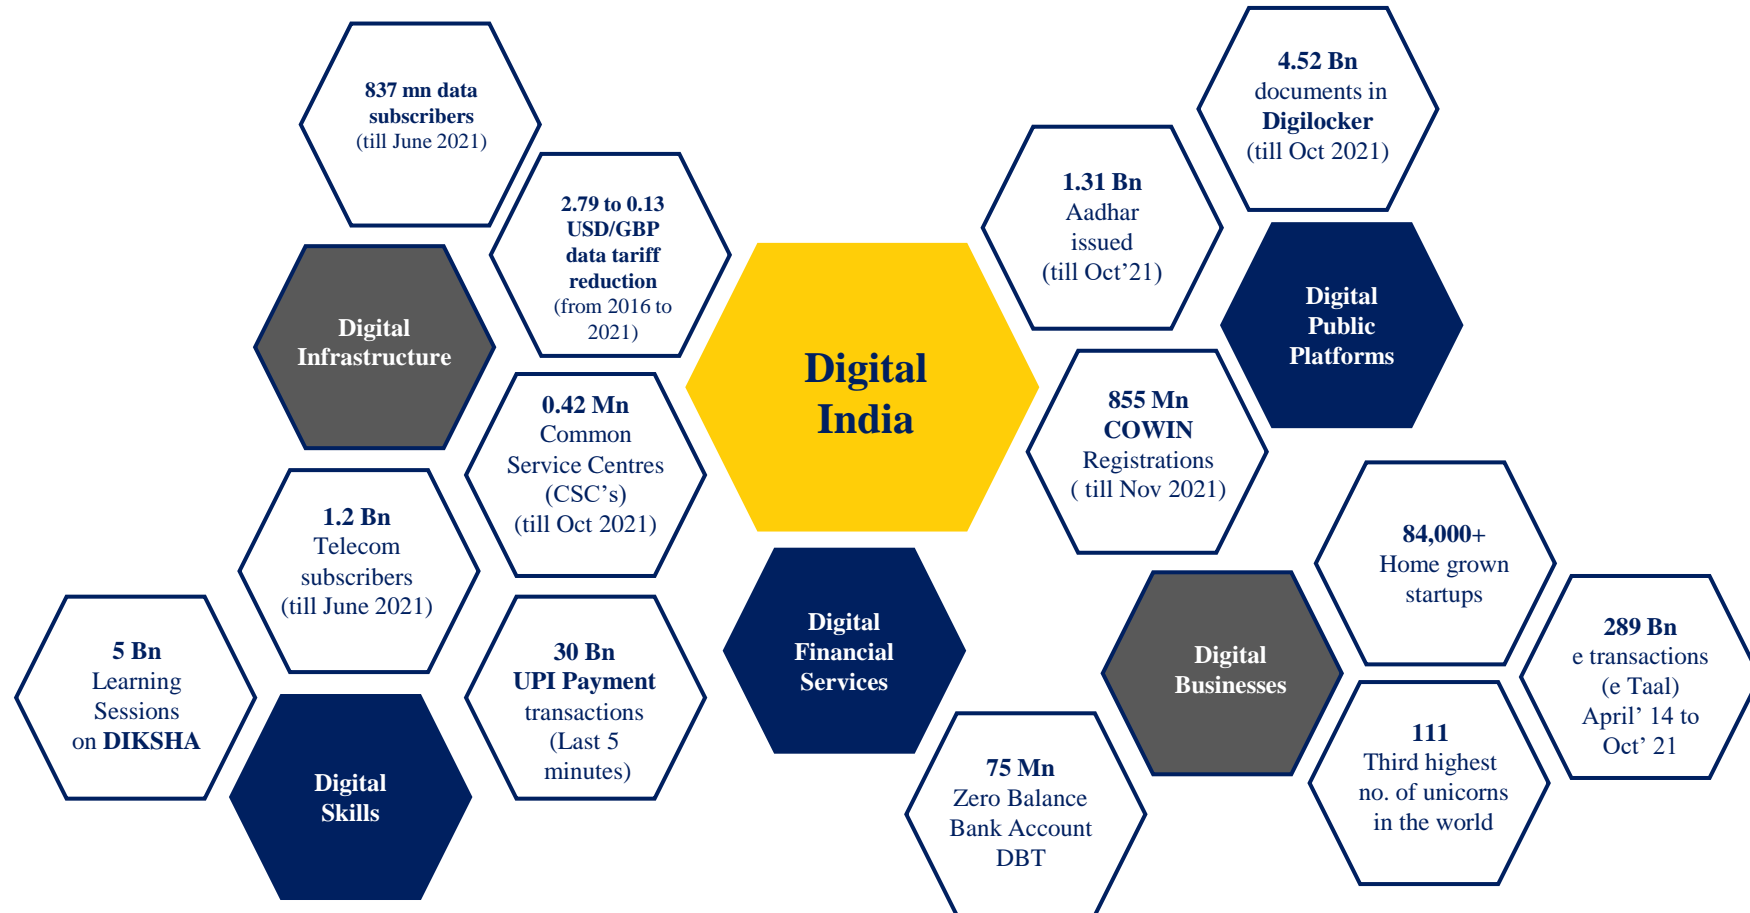 837 mn data
subscribers
(till June 2021)
2.79 to 0.13
USD/GBP
data tariff
reduction
(from 2016 to
2021)
Digital
Infrastructure
0.42 Mn
Common
Service Centres
(CSC's)
(till Oct 2021)
1.2 Bn
Telecom
subscribers
(till June 2021)
5 Bn
Learning
Sessions
on DIKSHA
Digital
Skills
30 Bn
UPI Payment
transactions
(Last 5
minutes)
Digital
India
Digital
Financial
Services
75 Mn
Zero Balance
Bank Account
DBT
4.52 Bn
documents in
Digilocker
(till Oct 2021)
1.31 Bn
Aadhar
issued
(till Oct’21)
Digital
Public
Platforms
855 Mn
COWIN
Registrations
( till Nov 2021)
84,000+
Home grown
startups
Digital
Businesses
289 Bn
e transactions
(e Taal)
April’ 14 to
Oct’ 21
111
Third highest
no. of unicorns
in the world